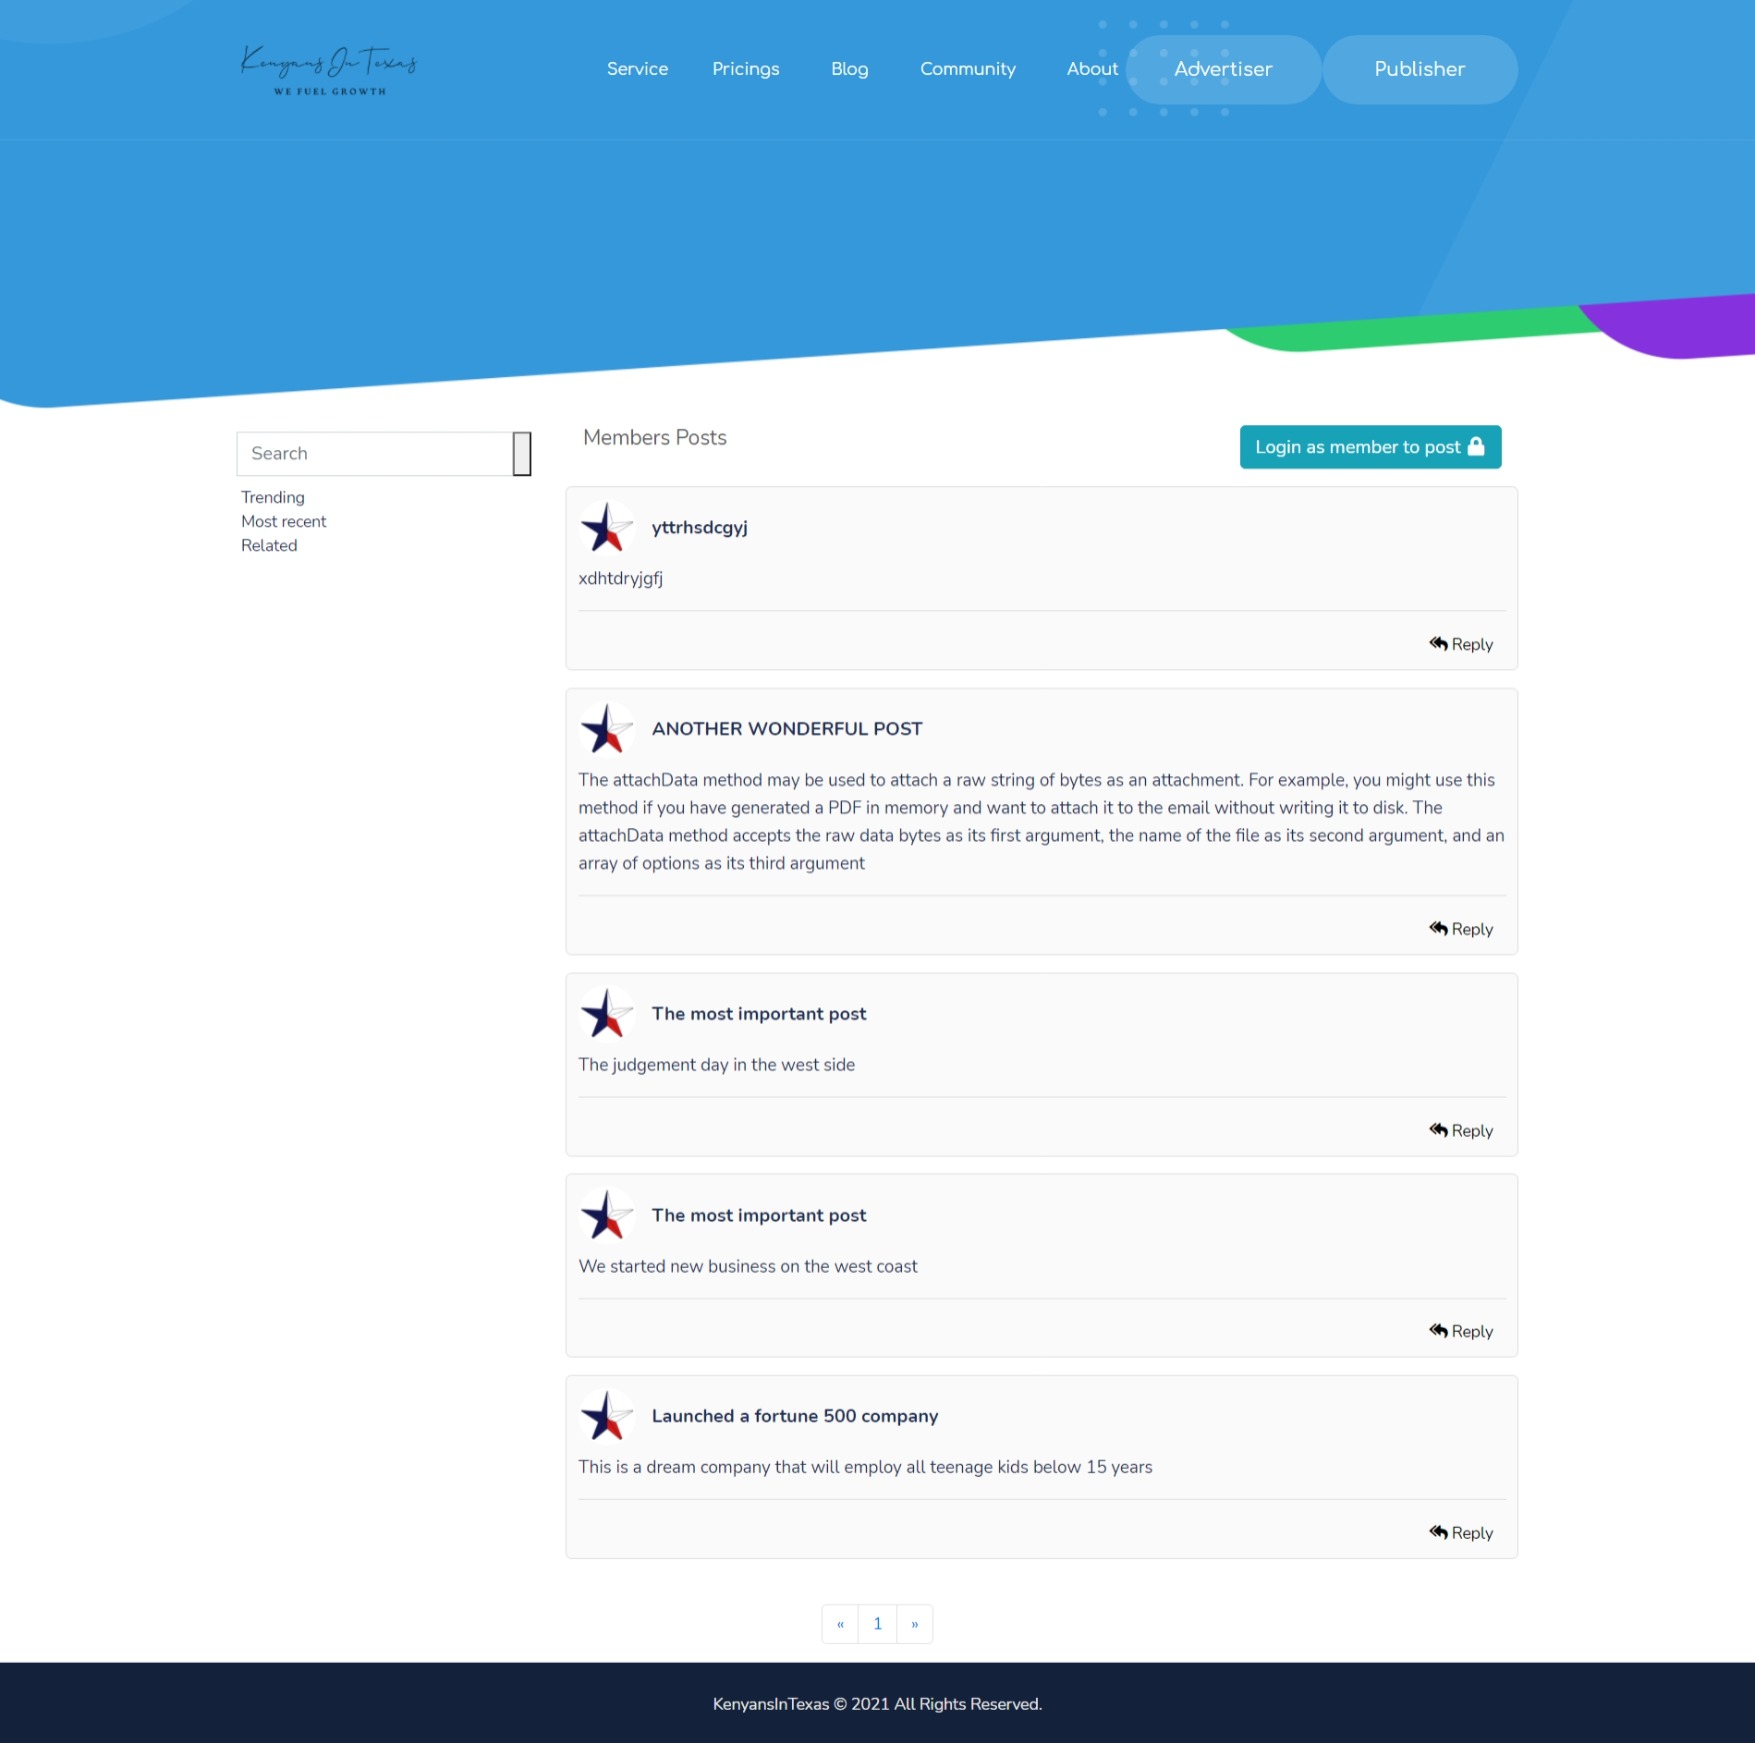 Kenyans In Texas
WE FUEL GROWTH
Service
Pricings
Blog
Community
About
Advertiser
Publisher
Search
Trending
Most recent
Related
Members Posts
Login as member to post
yttrhsdcgyj
xdhtdryjgfj
Reply
ANOTHER WONDERFUL POST
The attachData method may be used to attach a raw string of bytes as an attachment. For example, you might use this
method if you have generated a PDF in memory and want to attach it to the email without writing it to disk. The
attachData method accepts the raw data bytes as its first argument, the name of the file as its second argument, and an
array of options as its third argument
Reply
The most important post
The judgement day in the west side
Reply
The most important post
We started new business on the west coast
Reply
Launched a fortune 500 company
This is a dream company that will employ all teenage kids below 15 years
Reply
« 1 »
KenyansInTexas © 2021 All Rights Reserved.